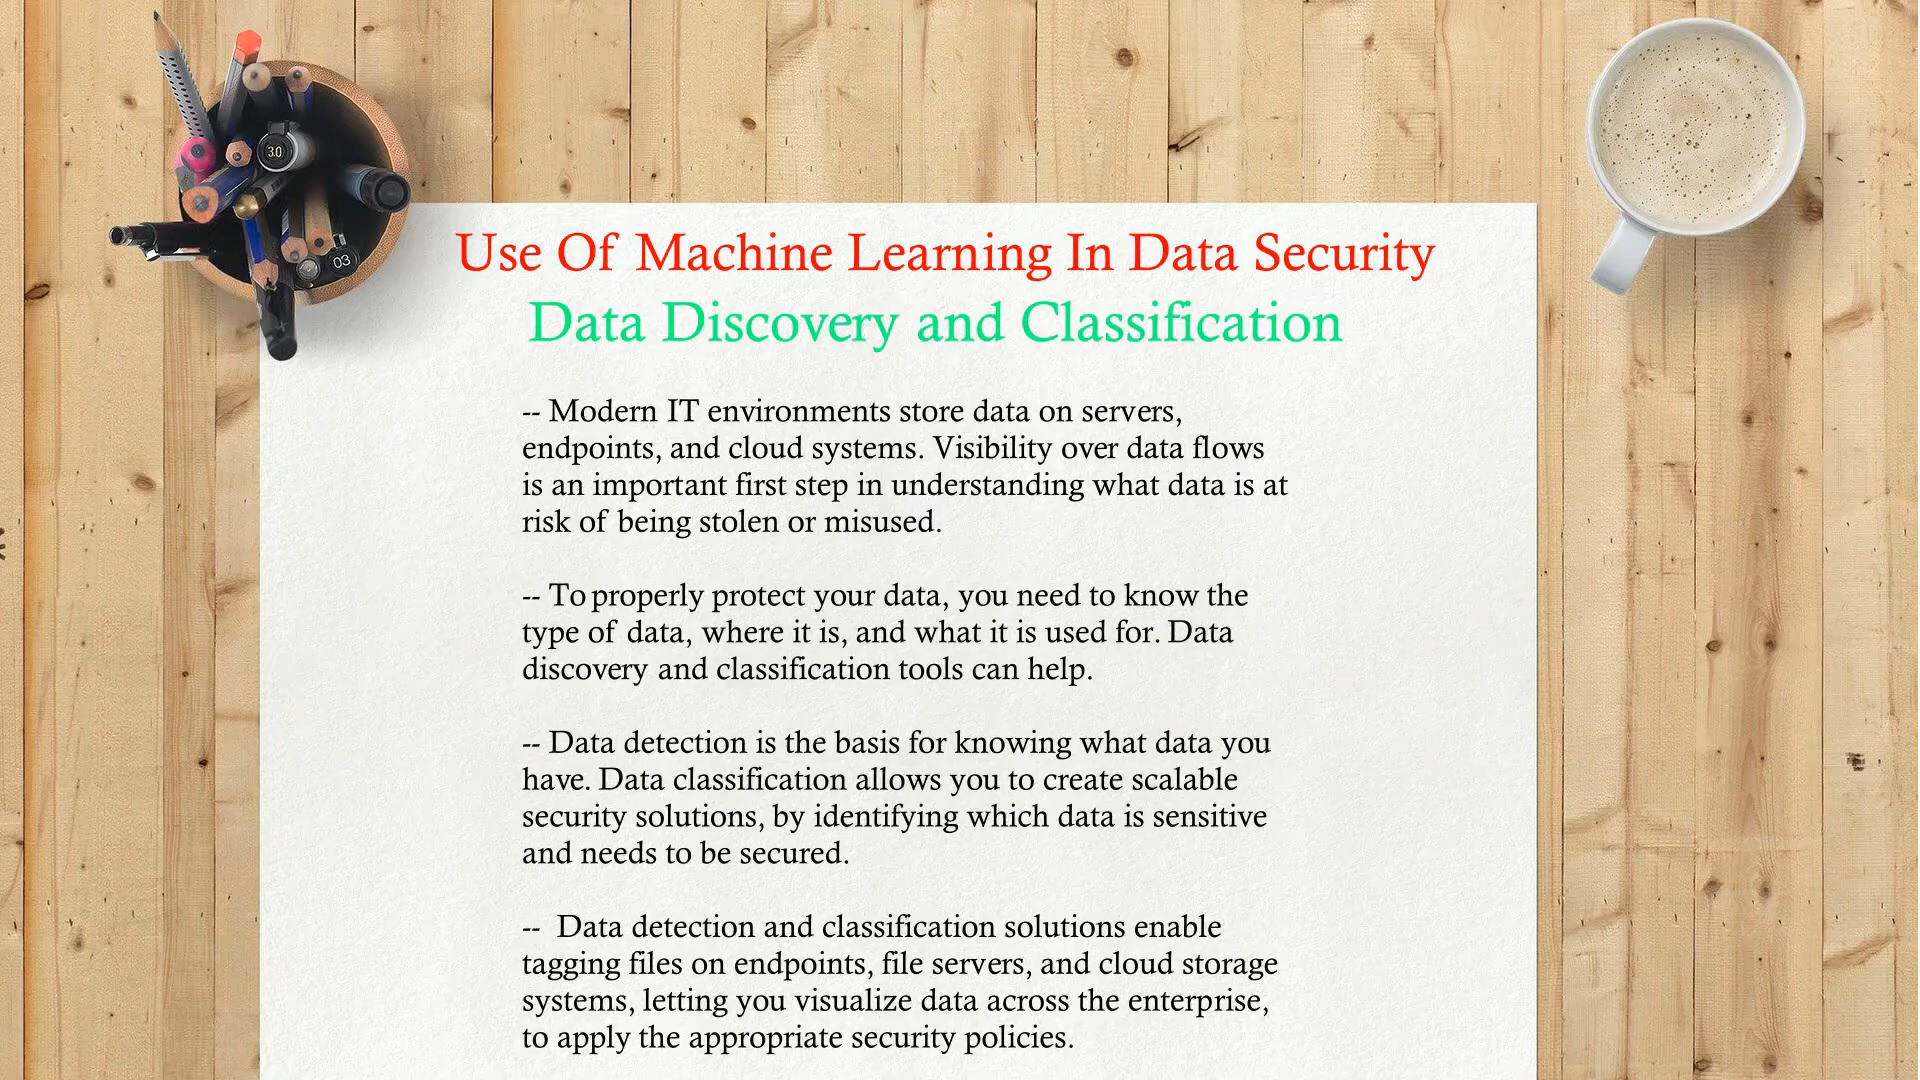 3.0
03
Use Of Machine Learning In Data Security
Data Discovery and Classification
-- Modern IT environments store data on servers,
endpoints, and cloud systems. Visibility over data flows
is an important first step in understanding what data is at
risk of being stolen or misused.
-- To properly protect your data, you need to know the
type of data, where it is, and what it is used for. Data
discovery and classification tools can help.
-- Data detection is the basis for knowing what data you
have. Data classification allows you to create scalable
security solutions, by identifying which data is sensitive
and needs to be secured.
--  Data detection and classification solutions enable
tagging files on endpoints, file servers, and cloud storage
systems, letting you visualize data across the enterprise,
to apply the appropriate security policies.